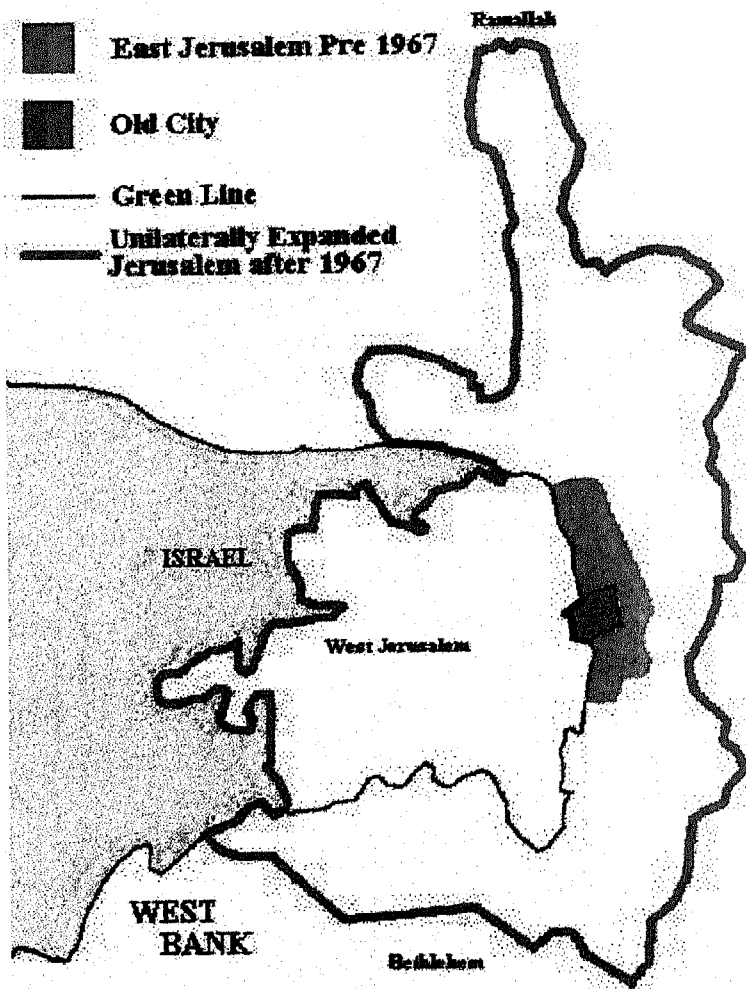 Ramallah
East Jerusalem Pre 1967
Old City
Green Line
Unilaterally Expanded
Jerusalem after 1967
ISRAEL
West Jerusalem
WEST
BANK
Bethlehem